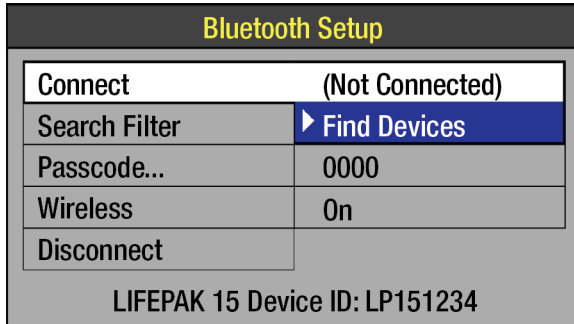 Bluetooth Setup
Connect (Not Connected)
Search Filter Find Devices
Passcode... 0000
Wireless On
Disconnect
LIFEPAK 15 Device ID: LP151234